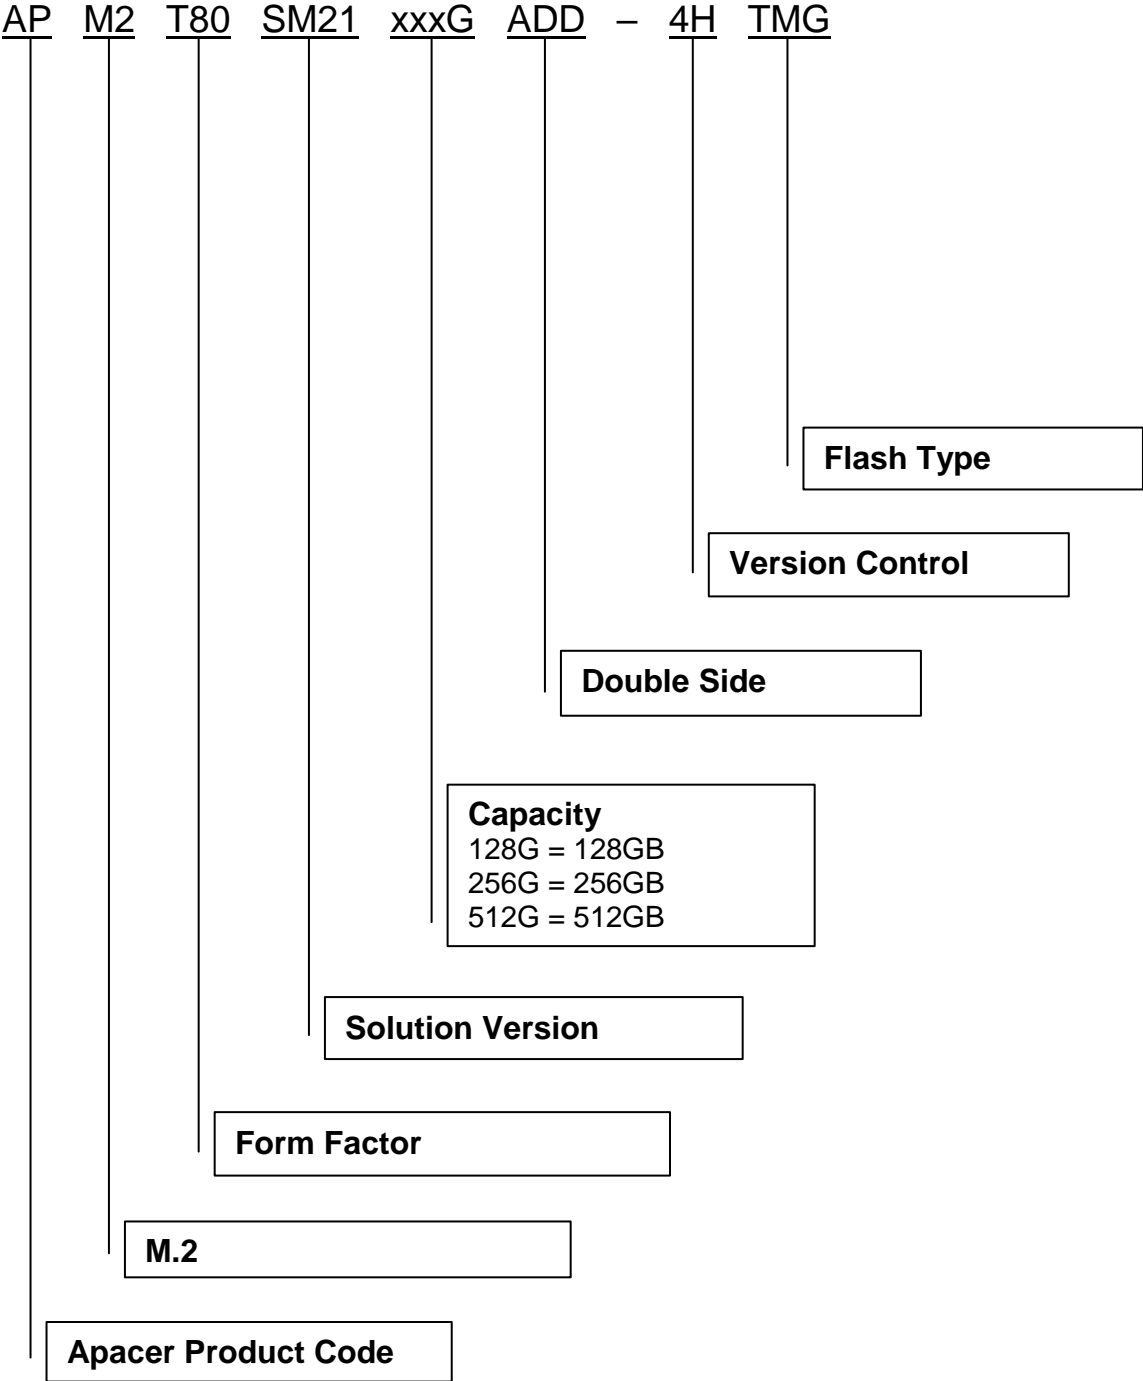 AP M2 T80 SM21 xxxG ADD – 4H TMG
Flash Type
Version Control
Double Side
Capacity
128G = 128GB
256G = 256GB
512G = 512GB
Solution Version
Form Factor
M.2
Apacer Product Code